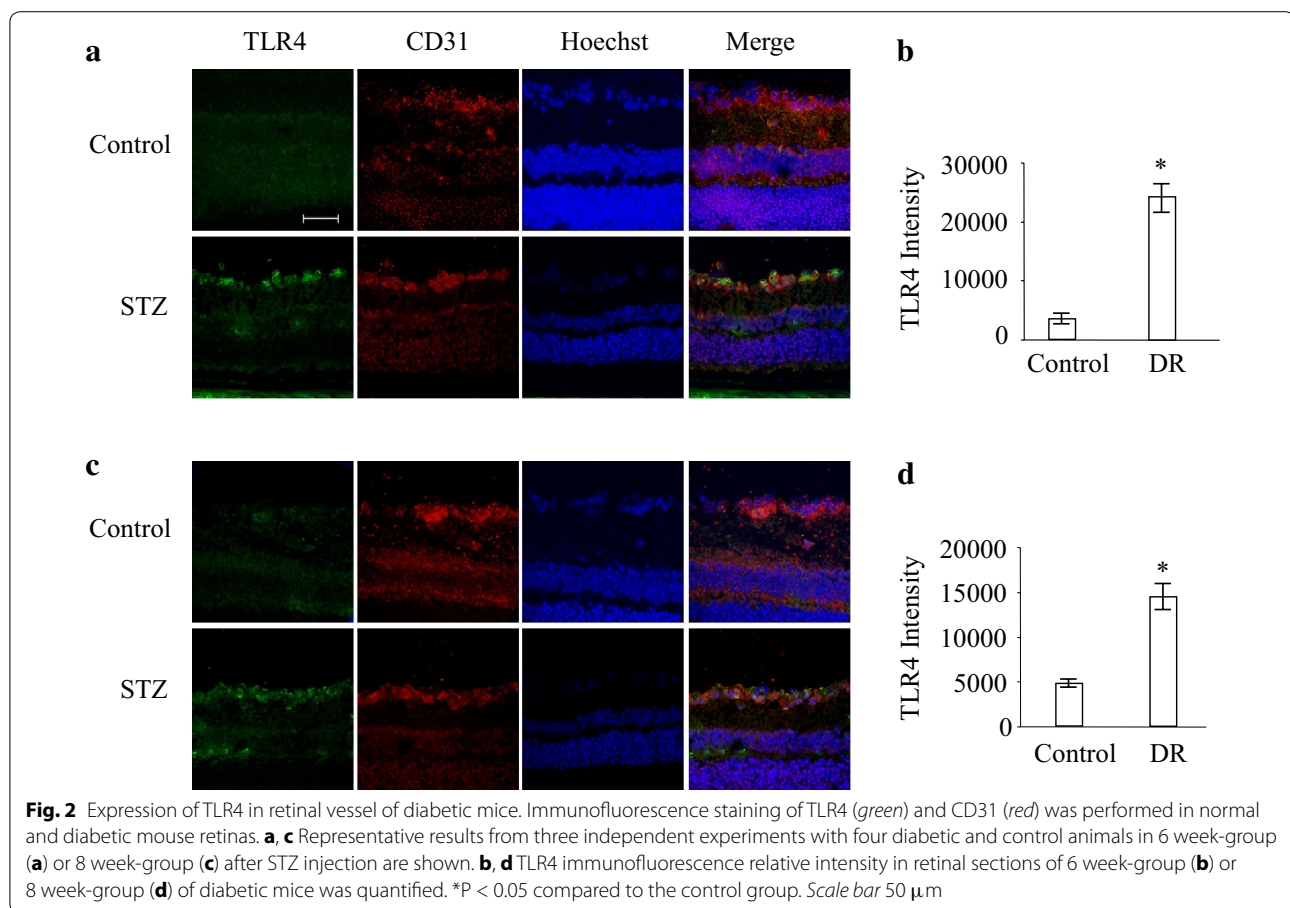 a
TLR4 CD31 Hoechst Merge
Control
STZ
b
TLR4 Intensity
30000
20000
10000
0
*
Control DR
c
Control
STZ
d
TLR4 Intensity
20000
15000
10000
5000
0
*
Control DR
Fig. 2 Expression of TLR4 in retinal vessel of diabetic mice. Immunofluorescence staining of TLR4 (green) and CD31 (red) was performed in normal
and diabetic mouse retinas. a, c Representative results from three independent experiments with four diabetic and control animals in 6 week-group
(a) or 8 week-group (c) after STZ injection are shown. b, d TLR4 immunofluorescence relative intensity in retinal sections of 6 week-group (b) or
8 week-group (d) of diabetic mice was quantified. *P < 0.05 compared to the control group. Scale bar 50 μm